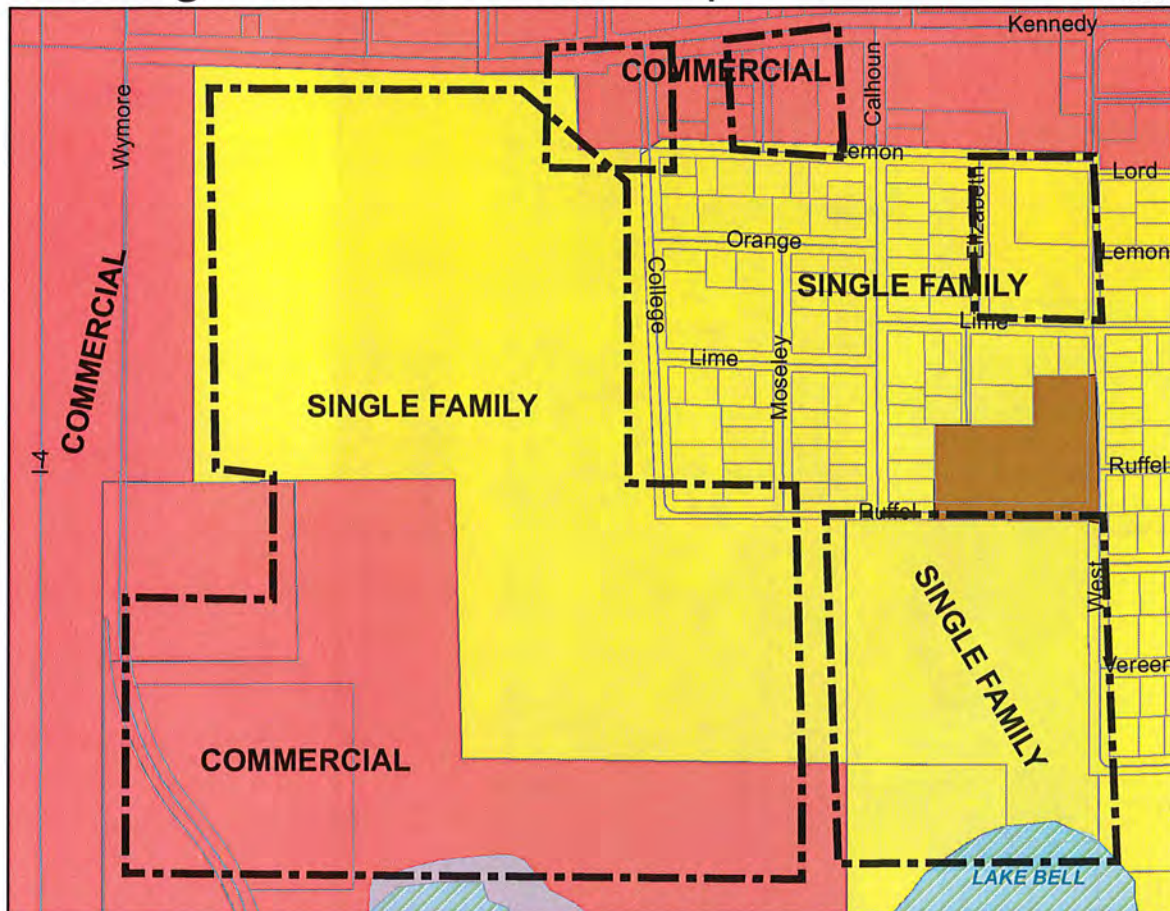 Kennedy
COMMERCIAL
Calhoun
Wymore
Lemon
Elizabeth
Lord
Orange
Lemon
COMMERCIAL
College
SINGLE FAMILY
Lime
Lime
Moseley
SINGLE FAMILY
I-4
Ruffel
Ruffel
SINGLE FAMILY
West
Vereen
COMMERCIAL
LAKE BELL